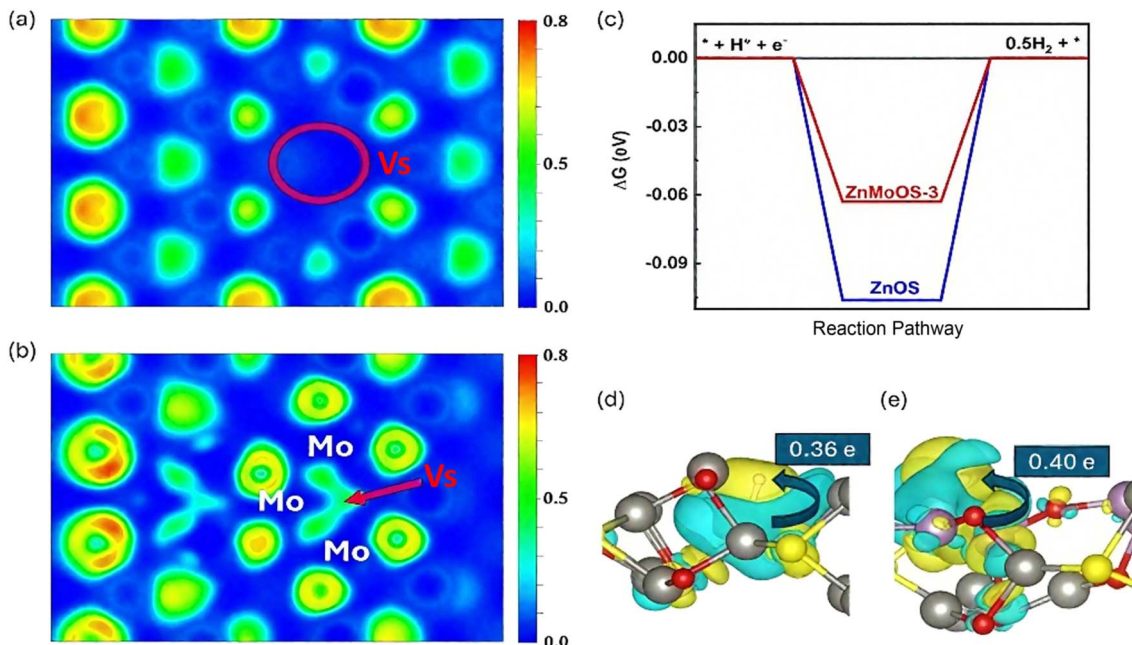 (a)
0.8
0.5
0.0
Vs
(b)
0.8
0.5
0.0
Mo
Mo
Mo
Vs
(c)
* + H⁺ + e⁻
0.5H₂ + *
0.00
-0.03
-0.06
-0.09
ΔG (eV)
ZnMoOS-3
ZnOS
Reaction Pathway
(d)
0.36 e
(e)
0.40 e